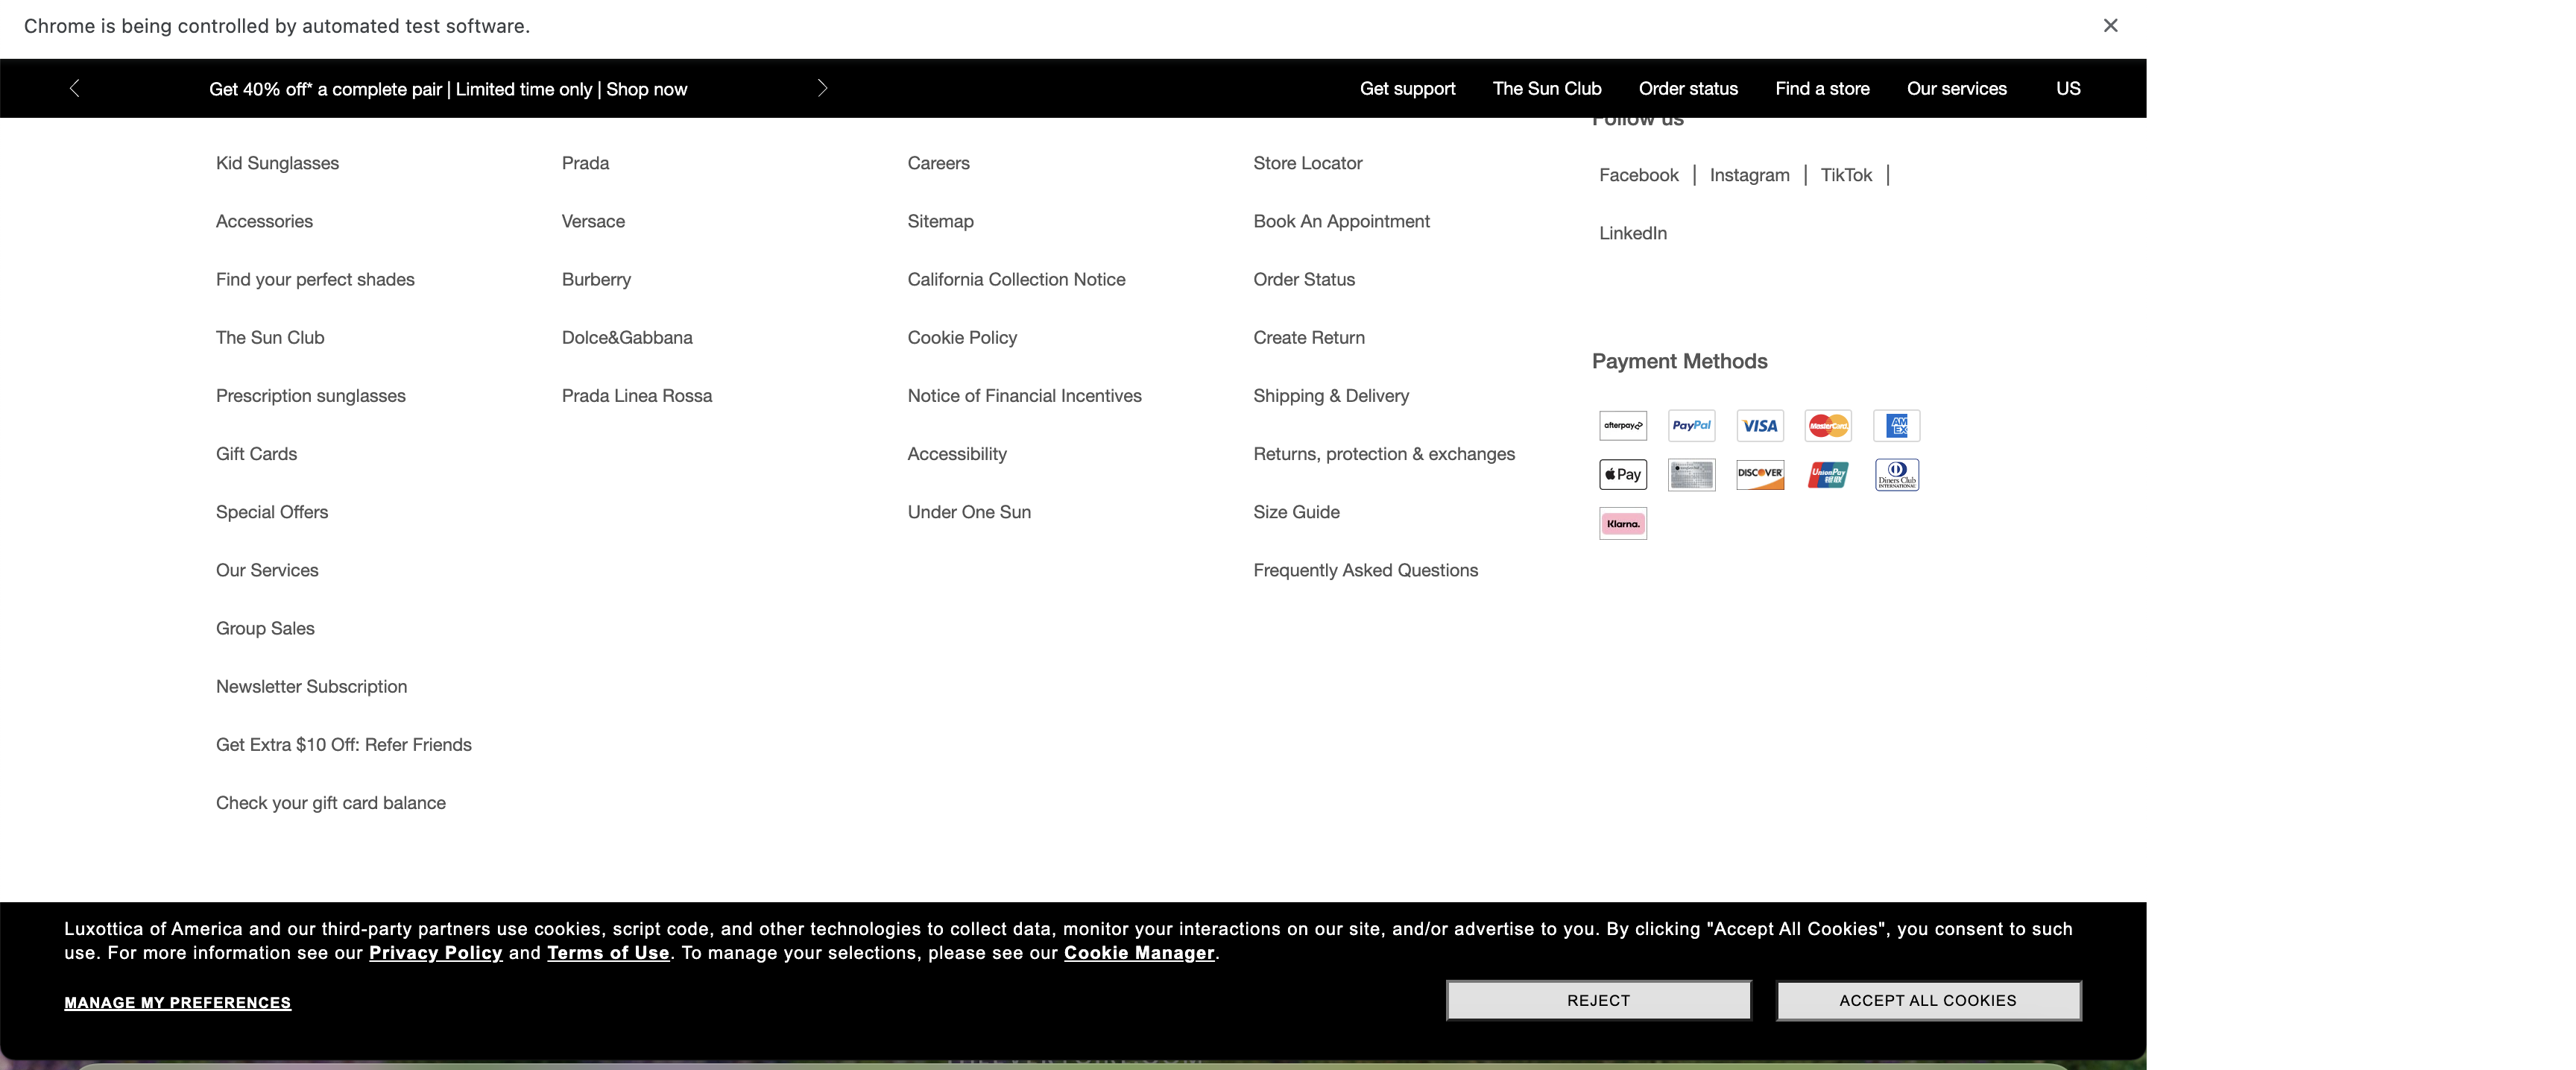 Chrome is being controlled by automated test software.
Get 40% off* a complete pair | Limited time only | Shop now
Get support
The Sun Club
Order status
Find a store
Our services
US
Kid Sunglasses
Accessories
Find your perfect shades
The Sun Club
Prescription sunglasses
Gift Cards
Special Offers
Our Services
Group Sales
Newsletter Subscription
Get Extra $10 Off: Refer Friends
Check your gift card balance
Prada
Versace
Burberry
Dolce&Gabbana
Prada Linea Rossa
Careers
Sitemap
California Collection Notice
Cookie Policy
Notice of Financial Incentives
Accessibility
Under One Sun
Store Locator
Book An Appointment
Order Status
Create Return
Shipping & Delivery
Returns, protection & exchanges
Size Guide
Frequently Asked Questions
Follow us
Facebook | Instagram | TikTok |
LinkedIn
Payment Methods
afterpay
PayPal
VISA
MasterCard
AM EX
Pay
DISCOVER
UnionPay
银联
Diners Club
INTERNATIONAL
Klarna.
Luxottica of America and our third-party partners use cookies, script code, and other technologies to collect data, monitor your interactions on our site, and/or advertise to you. By clicking "Accept All Cookies", you consent to such
use. For more information see our Privacy Policy and Terms of Use. To manage your selections, please see our Cookie Manager.
MANAGE MY PREFERENCES
REJECT
ACCEPT ALL COOKIES